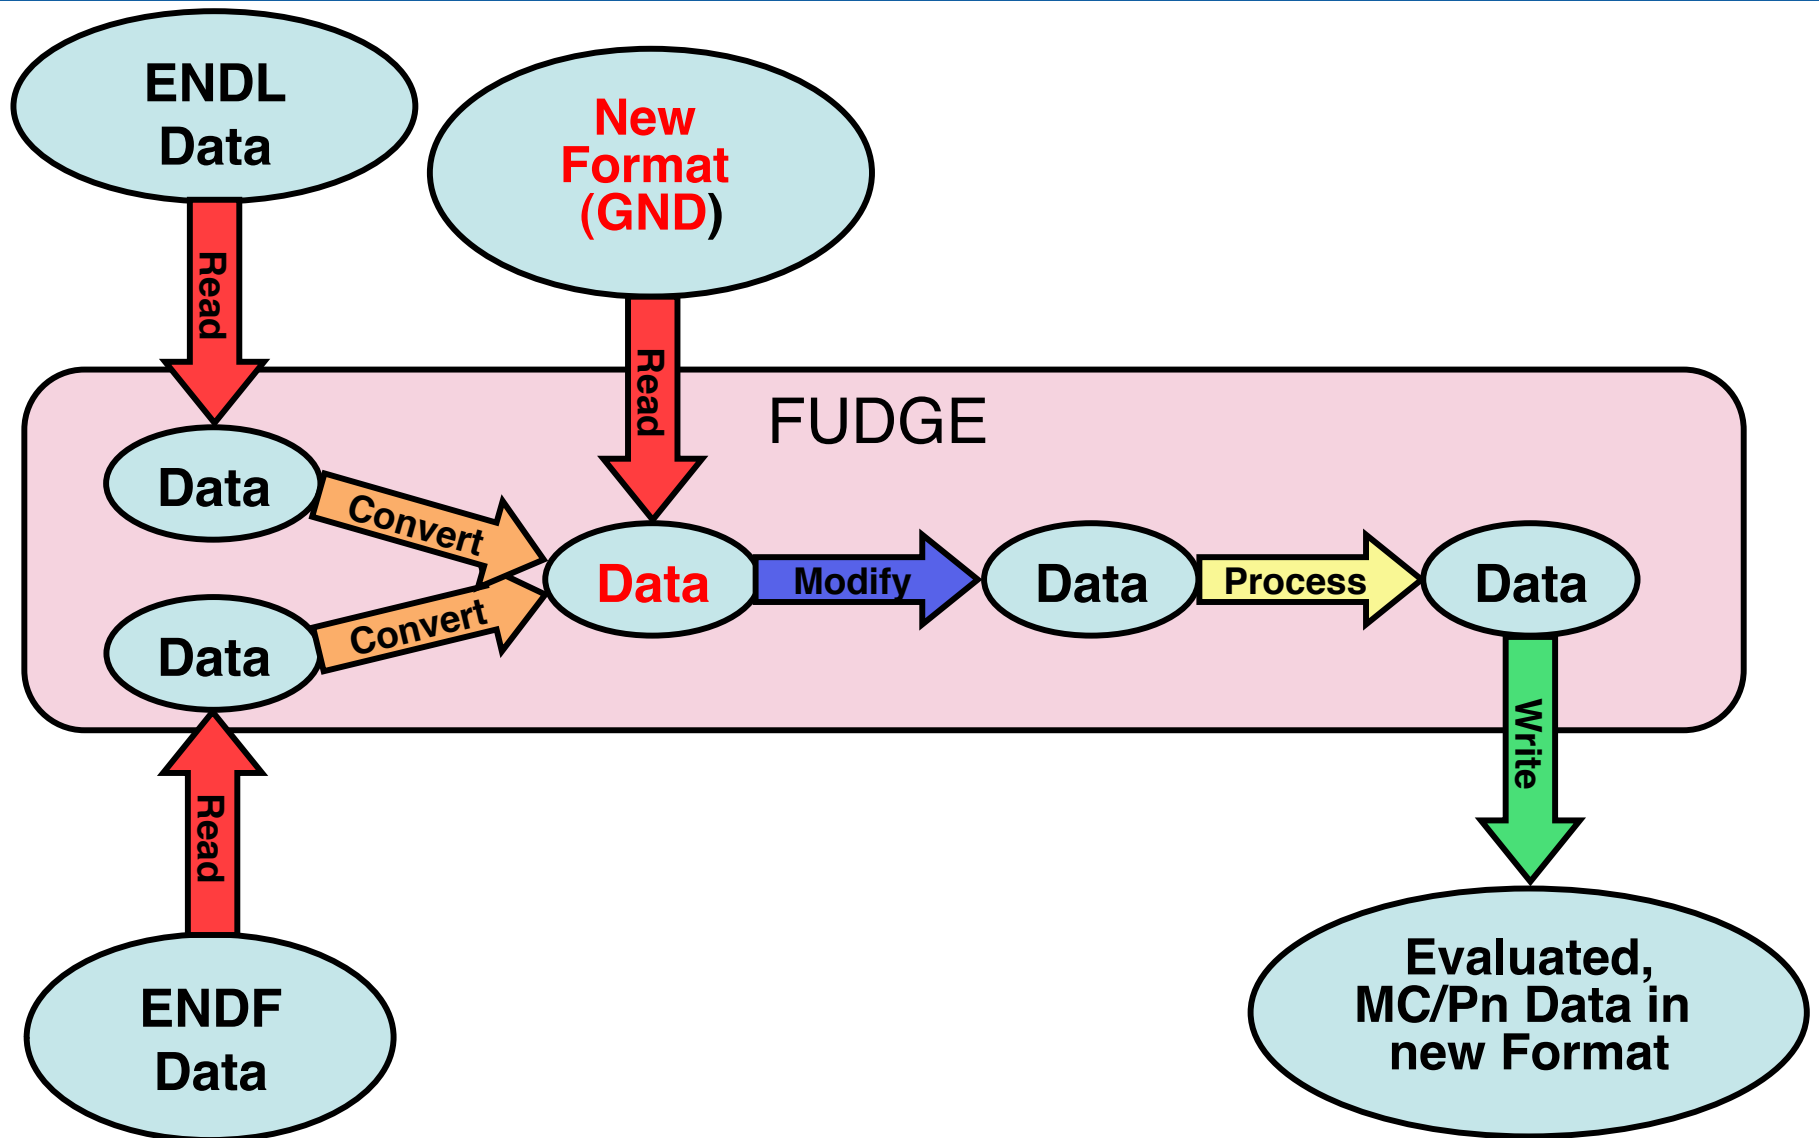 ENDL
Data
New
Format
(GND)
Read
Read
FUDGE
Data
Convert
Data
Modify
Data
Process
Data
Data
Convert
Write
Read
ENDF
Data
Evaluated,
MC/Pn Data in
new Format